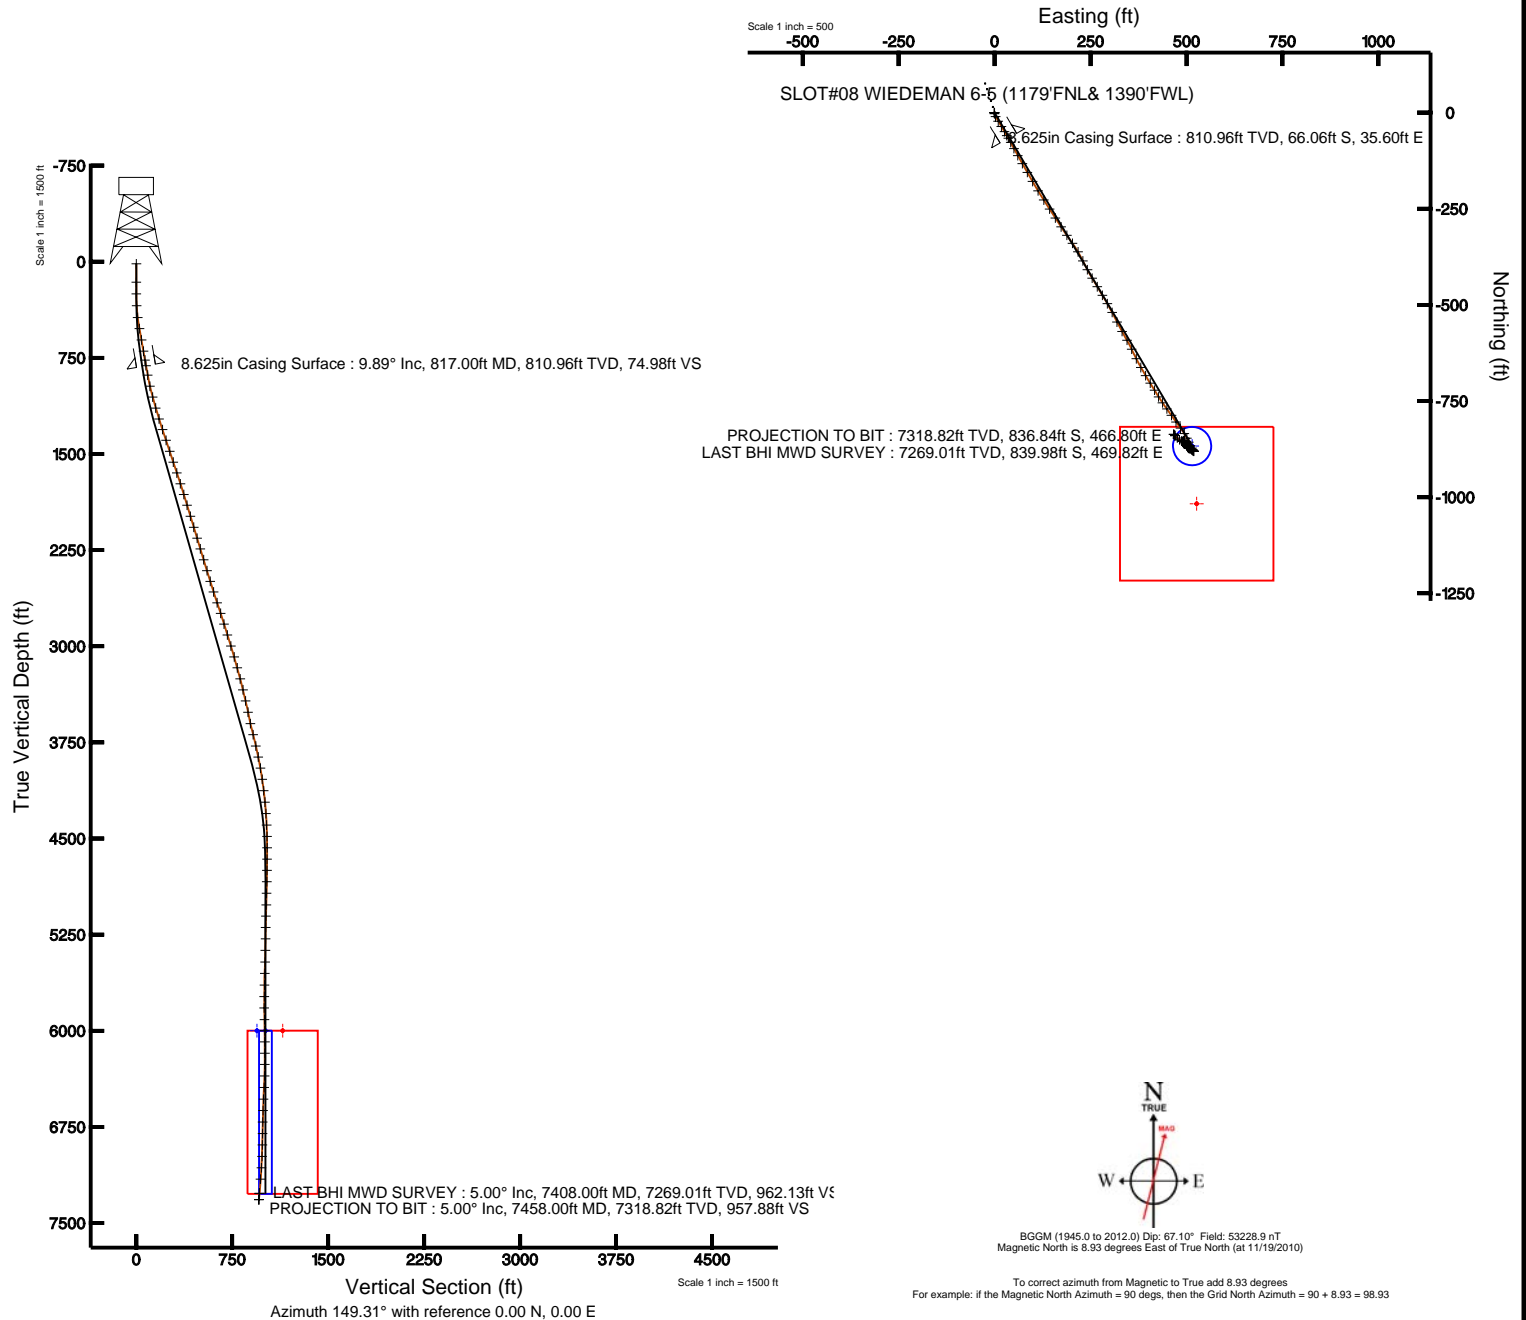 Easting (ft)
Scale 1 inch = 500
-500 -250 0 250 500 750 1000
SLOT#08 WIEDEMAN 6-5 (1179'FNL& 1390'FWL)
8.625in Casing Surface : 810.96ft TVD, 66.06ft S, 35.60ft E
0
-250
-500
-750
-1000
-1250
Northing (ft)
PROJECTION TO BIT : 7318.82ft TVD, 836.84ft S, 466.80ft E
LAST BHI MWD SURVEY : 7269.01ft TVD, 839.98ft S, 469.82ft E
Scale 1 inch = 1500 ft
-750
0
750
1500
2250
3000
3750
4500
5250
6000
6750
7500
True Vertical Depth (ft)
8.625in Casing Surface : 9.89° Inc, 817.00ft MD, 810.96ft TVD, 74.98ft VS
LAST BHI MWD SURVEY : 5.00° Inc, 7408.00ft MD, 7269.01ft TVD, 962.13ft VS
PROJECTION TO BIT : 5.00° Inc, 7458.00ft MD, 7318.82ft TVD, 957.88ft VS
0 750 1500 2250 3000 3750 4500
Vertical Section (ft)
Scale 1 inch = 1500 ft
Azimuth 149.31° with reference 0.00 N, 0.00 E
N
TRUE
MAG
W E
BGGM (1945.0 to 2012.0) Dip: 67.10° Field: 53228.9 nT
Magnetic North is 8.93 degrees East of True North (at 11/19/2010)
To correct azimuth from Magnetic to True add 8.93 degrees
For example: if the Magnetic North Azimuth = 90 degs, then the Grid North Azimuth = 90 + 8.93 = 98.93